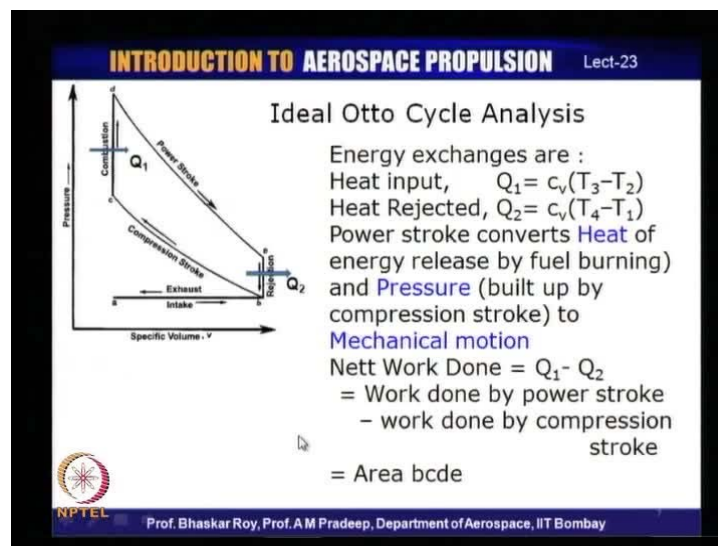 INTRODUCTION TO AEROSPACE PROPULSION Lect-23
Ideal Otto Cycle Analysis
Energy exchanges are :
Heat input, Q₁= cᵥ(T₃–T₂)
Heat Rejected, Q₂= cᵥ(T₄–T₁)
Power stroke converts Heat of
energy release by fuel burning)
and Pressure (built up by
compression stroke) to
Mechanical motion
Nett Work Done = Q₁- Q₂
= Work done by power stroke
– work done by compression
stroke
= Area bcde
d
Combustion
Q₁
Power Stroke
Pressure
c
Compression Stroke
e
Rejection
Q₂
Exhaust
Intake
a
b
Specific Volume, v
NPTEL
Prof. Bhaskar Roy, Prof. A M Pradeep, Department of Aerospace, IIT Bombay